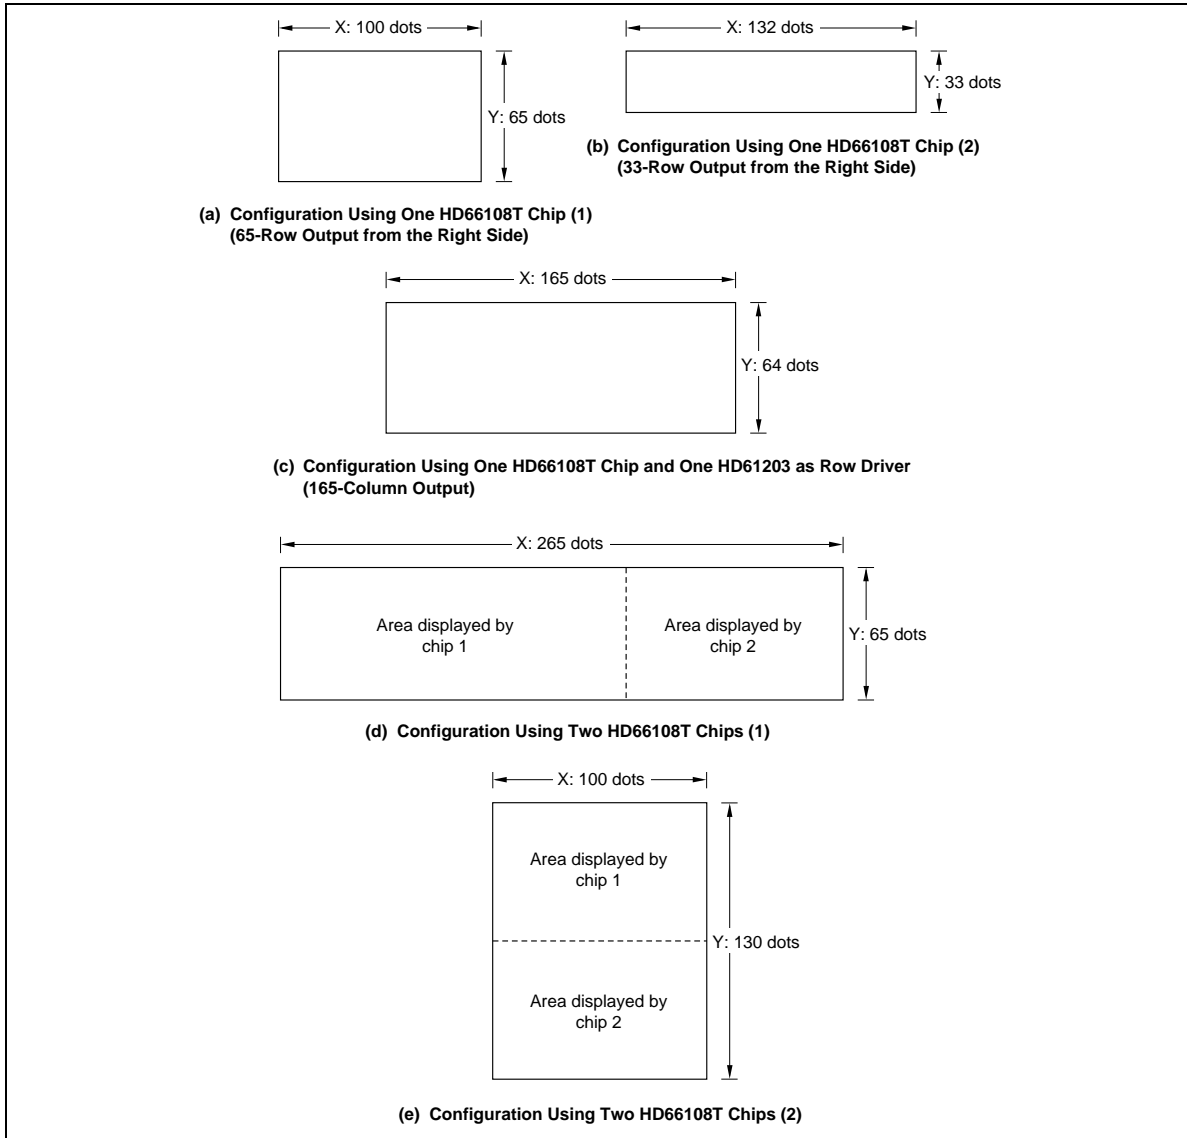 X: 100 dots
Y: 65 dots
(a) Configuration Using One HD66108T Chip (1)
(65-Row Output from the Right Side)
X: 132 dots
Y: 33 dots
(b) Configuration Using One HD66108T Chip (2)
(33-Row Output from the Right Side)
X: 165 dots
Y: 64 dots
(c) Configuration Using One HD66108T Chip and One HD61203 as Row Driver
(165-Column Output)
X: 265 dots
Area displayed by
chip 1
Area displayed by
chip 2
Y: 65 dots
(d) Configuration Using Two HD66108T Chips (1)
X: 100 dots
Area displayed by
chip 1
Y: 130 dots
Area displayed by
chip 2
(e) Configuration Using Two HD66108T Chips (2)